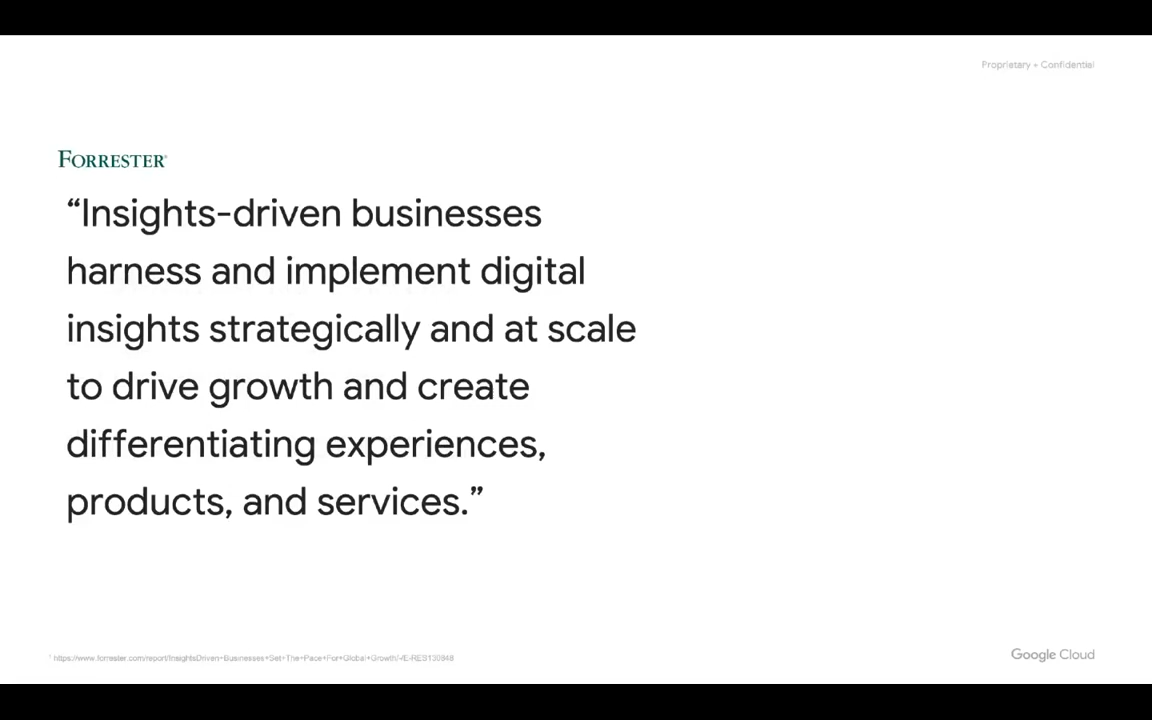 Proprietary + Confidential
FORRESTER®
“Insights-driven businesses
harness and implement digital
insights strategically and at scale
to drive growth and create
differentiating experiences,
products, and services.”
¹ https://www.forrester.com/report/InsightsDriven+Businesses+Set+The+Pace+For+Global+Growth/-/E-RES130848
Google Cloud